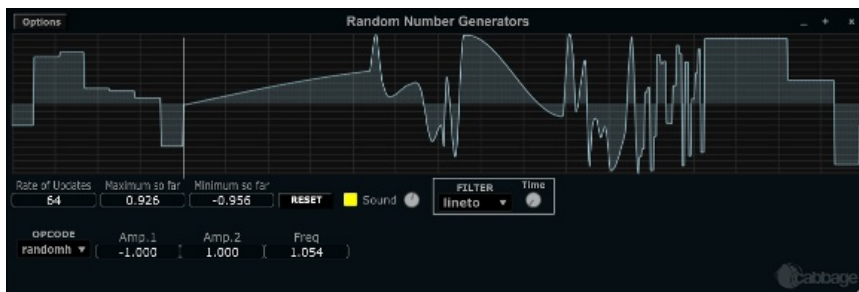 Options Random Number Generators
Rate of Updates Maximum so far Minimum so far
64 0.926 -0.956 RESET Sound FILTER Time
lineto
OPCODE Amp.1 Amp.2 Freq
randomh -1.000 1.000 1.054
cabbage